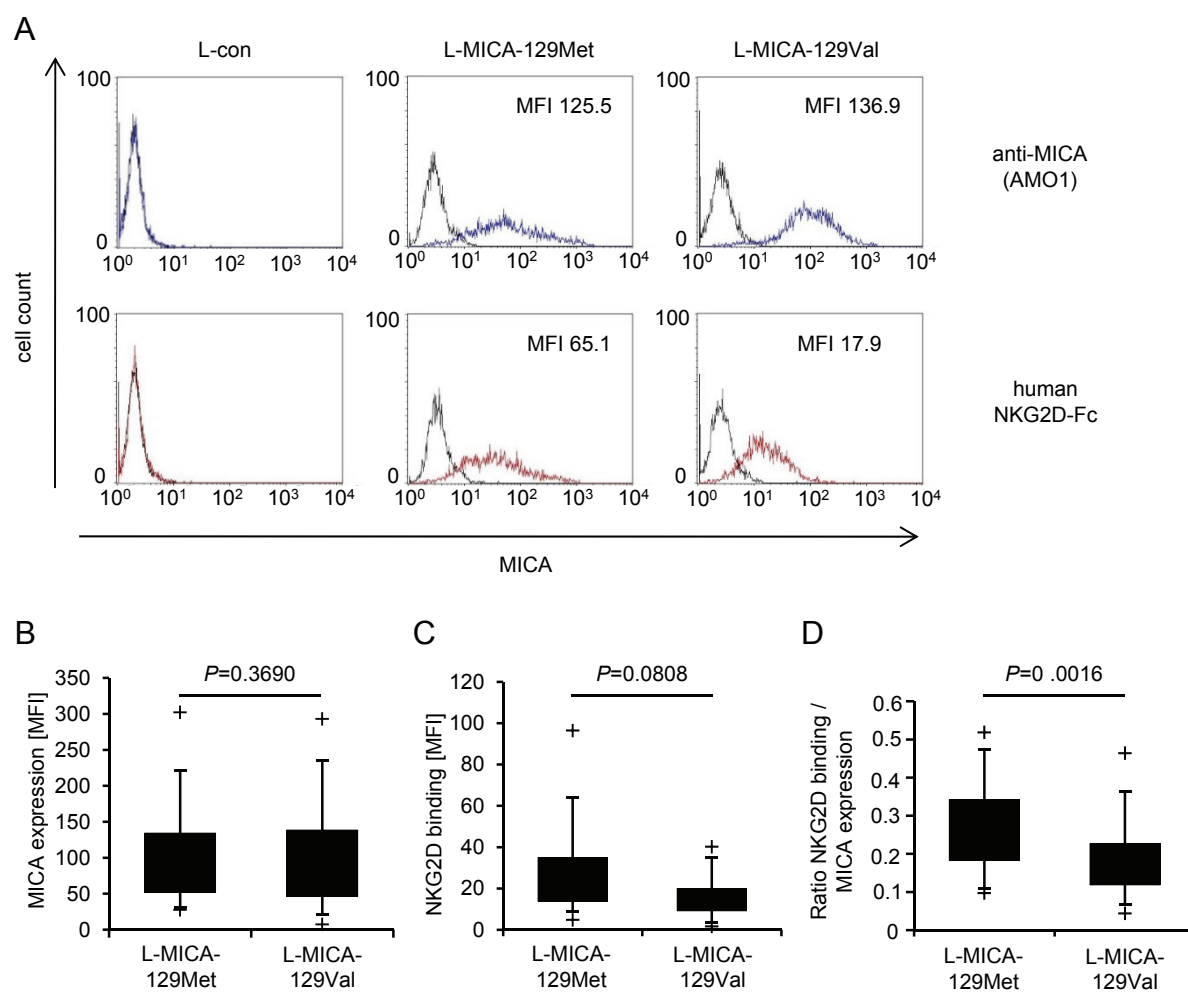 A
L-con
L-MICA-129Met
L-MICA-129Val
100
0
10⁰ 10¹ 10² 10³ 10⁴
100
MFI 125.5
0
10⁰ 10¹ 10² 10³ 10⁴
100
MFI 136.9
0
10⁰ 10¹ 10² 10³ 10⁴
anti-MICA
(AMO1)
cell count
100
0
10⁰ 10¹ 10² 10³ 10⁴
100
MFI 65.1
0
10⁰ 10¹ 10² 10³ 10⁴
100
MFI 17.9
0
10⁰ 10¹ 10² 10³ 10⁴
human
NKG2D-Fc
MICA
B
P=0.3690
MICA expression [MFI]
350
300
250
200
150
100
50
0
L-MICA-
129Met
L-MICA-
129Val
C
P=0.0808
NKG2D binding [MFI]
120
100
80
60
40
20
0
L-MICA-
129Met
L-MICA-
129Val
D
P=0 .0016
Ratio NKG2D binding /
MICA expression
0.6
0.5
0.4
0.3
0.2
0.1
0
L-MICA-
129Met
L-MICA-
129Val